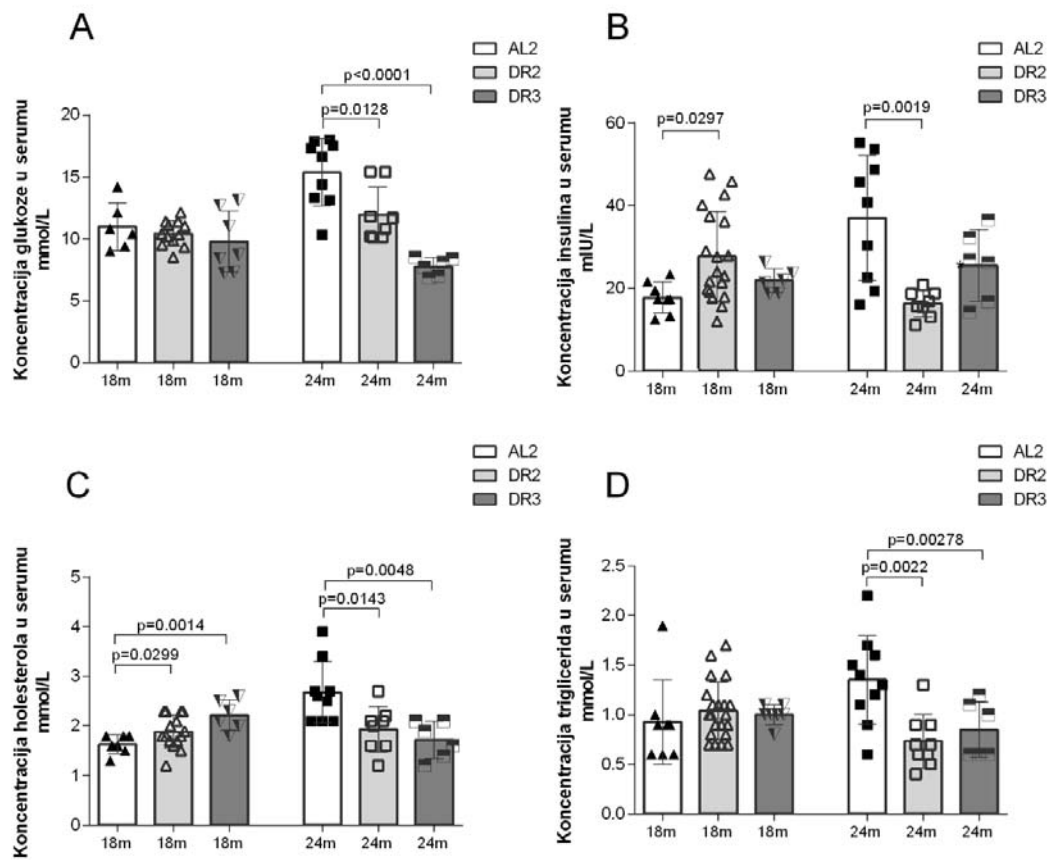 A
AL2
DR2
DR3
p<0.0001
p=0.0128
Koncentracija glukoze u serumu
mmol/L
20
15
10
5
0
18m 18m 18m 24m 24m 24m
B
AL2
DR2
DR3
p=0.0297
p=0.0019
Koncentracija insulina u serumu
mIU/L
60
40
20
0
18m 18m 18m 24m 24m 24m
C
AL2
DR2
DR3
p=0.0048
p=0.0143
p=0.0014
p=0.0299
Koncentracija holesterola u serumu
mmol/L
5
4
3
2
1
0
18m 18m 18m 24m 24m 24m
D
AL2
DR2
DR3
p=0.00278
p=0.0022
Koncentracija triglicerida u serumu
mmol/L
2.5
2.0
1.5
1.0
0.5
0.0
18m 18m 18m 24m 24m 24m